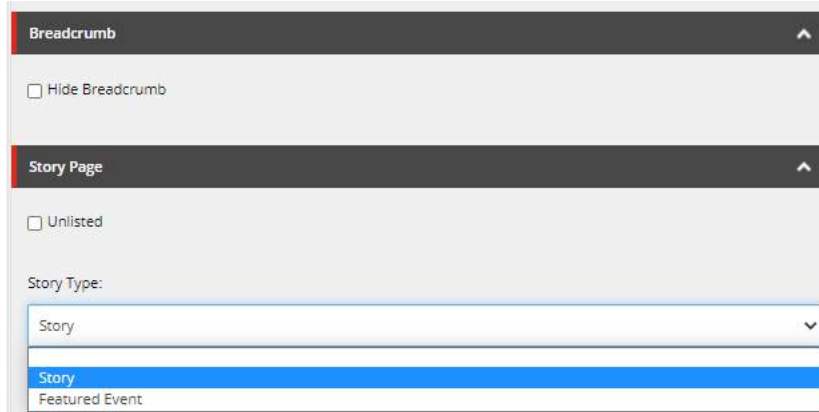 Breadcrumb
Hide Breadcrumb
Story Page
Unlisted
Story Type:
Story
Story
Featured Event